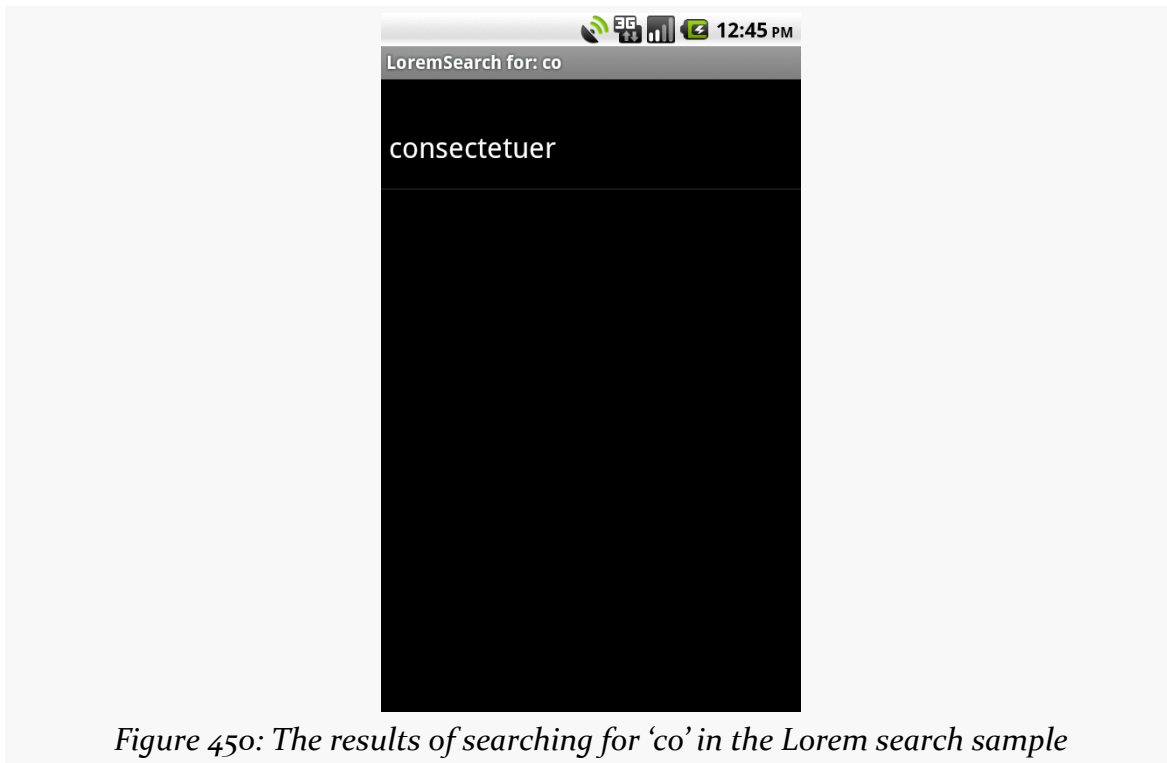 3G 12:45 PM
LoremSearch for: co
consectetuer
Figure 450: The results of searching for ‘co’ in the Lorem search sample